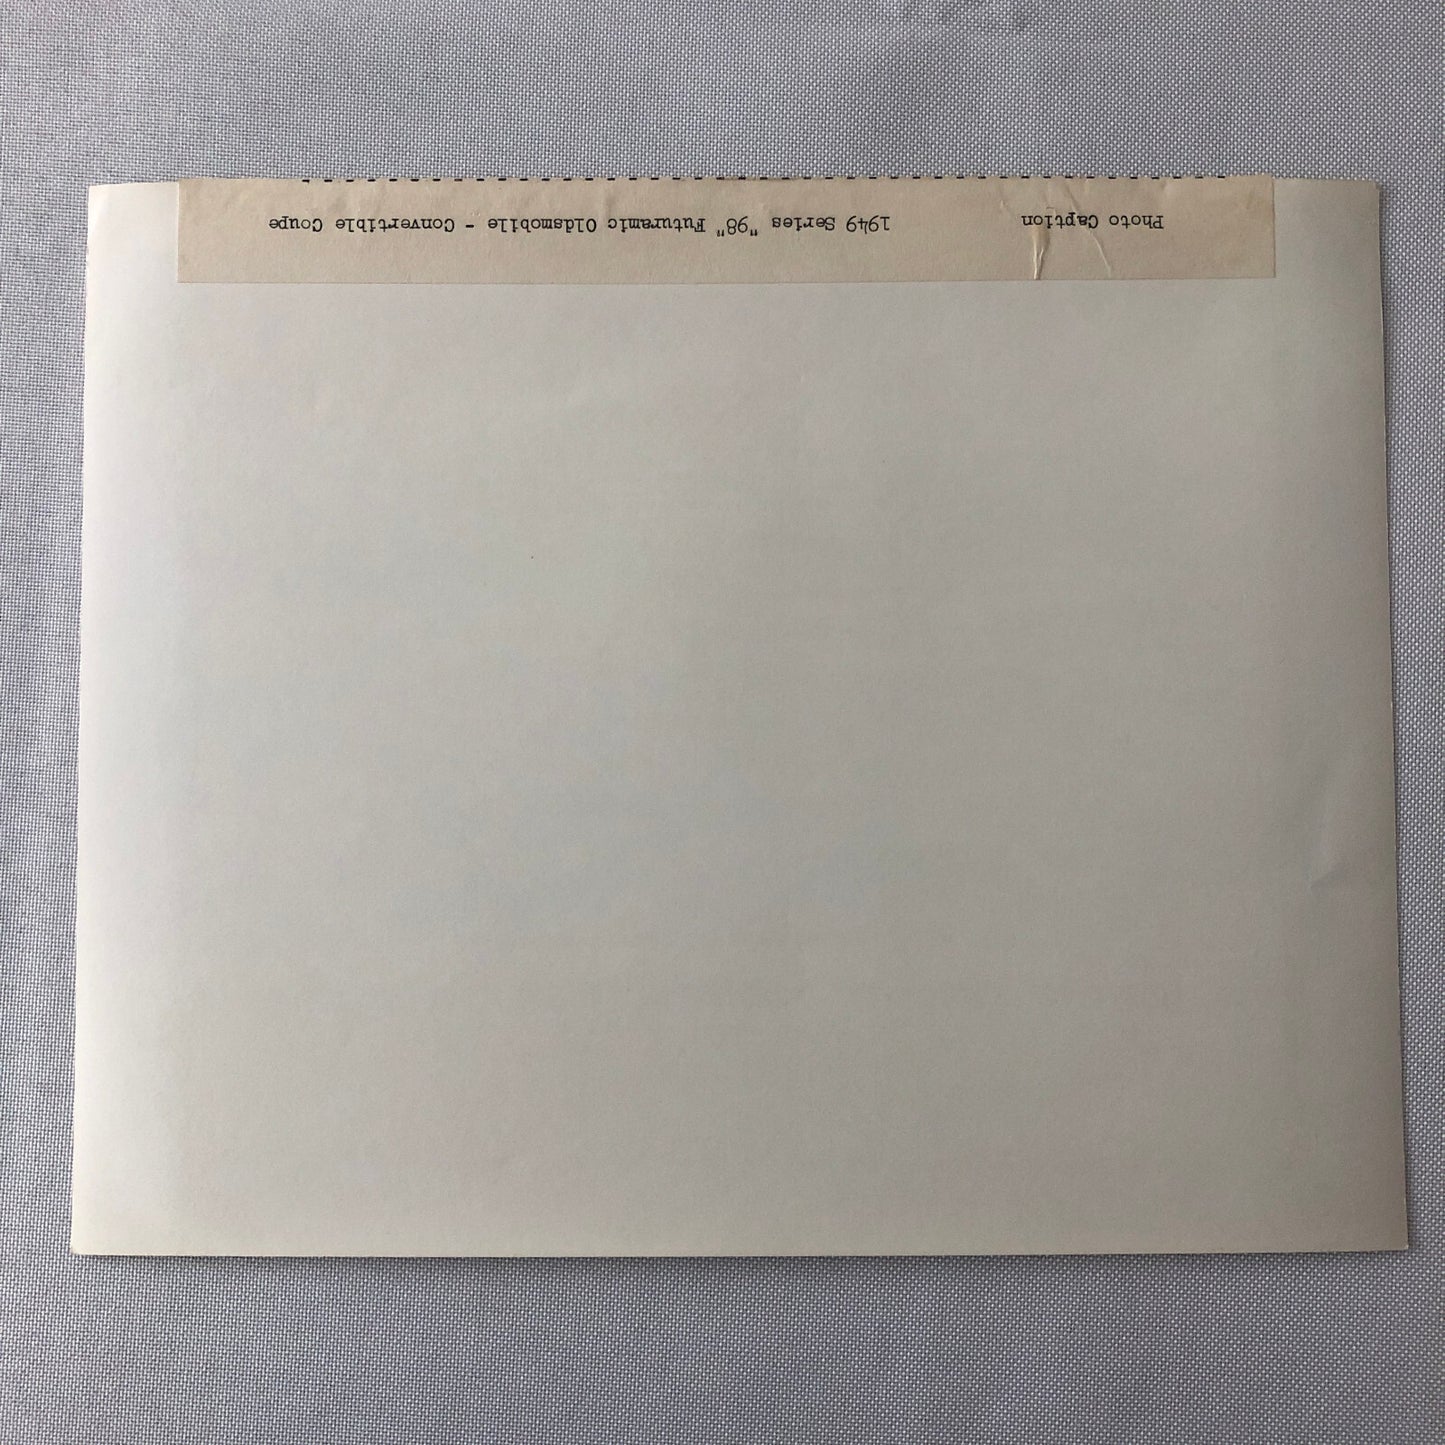 Photo Caption 1949 Series "98" Futuramic Oldsmobile - Convertible Coupe